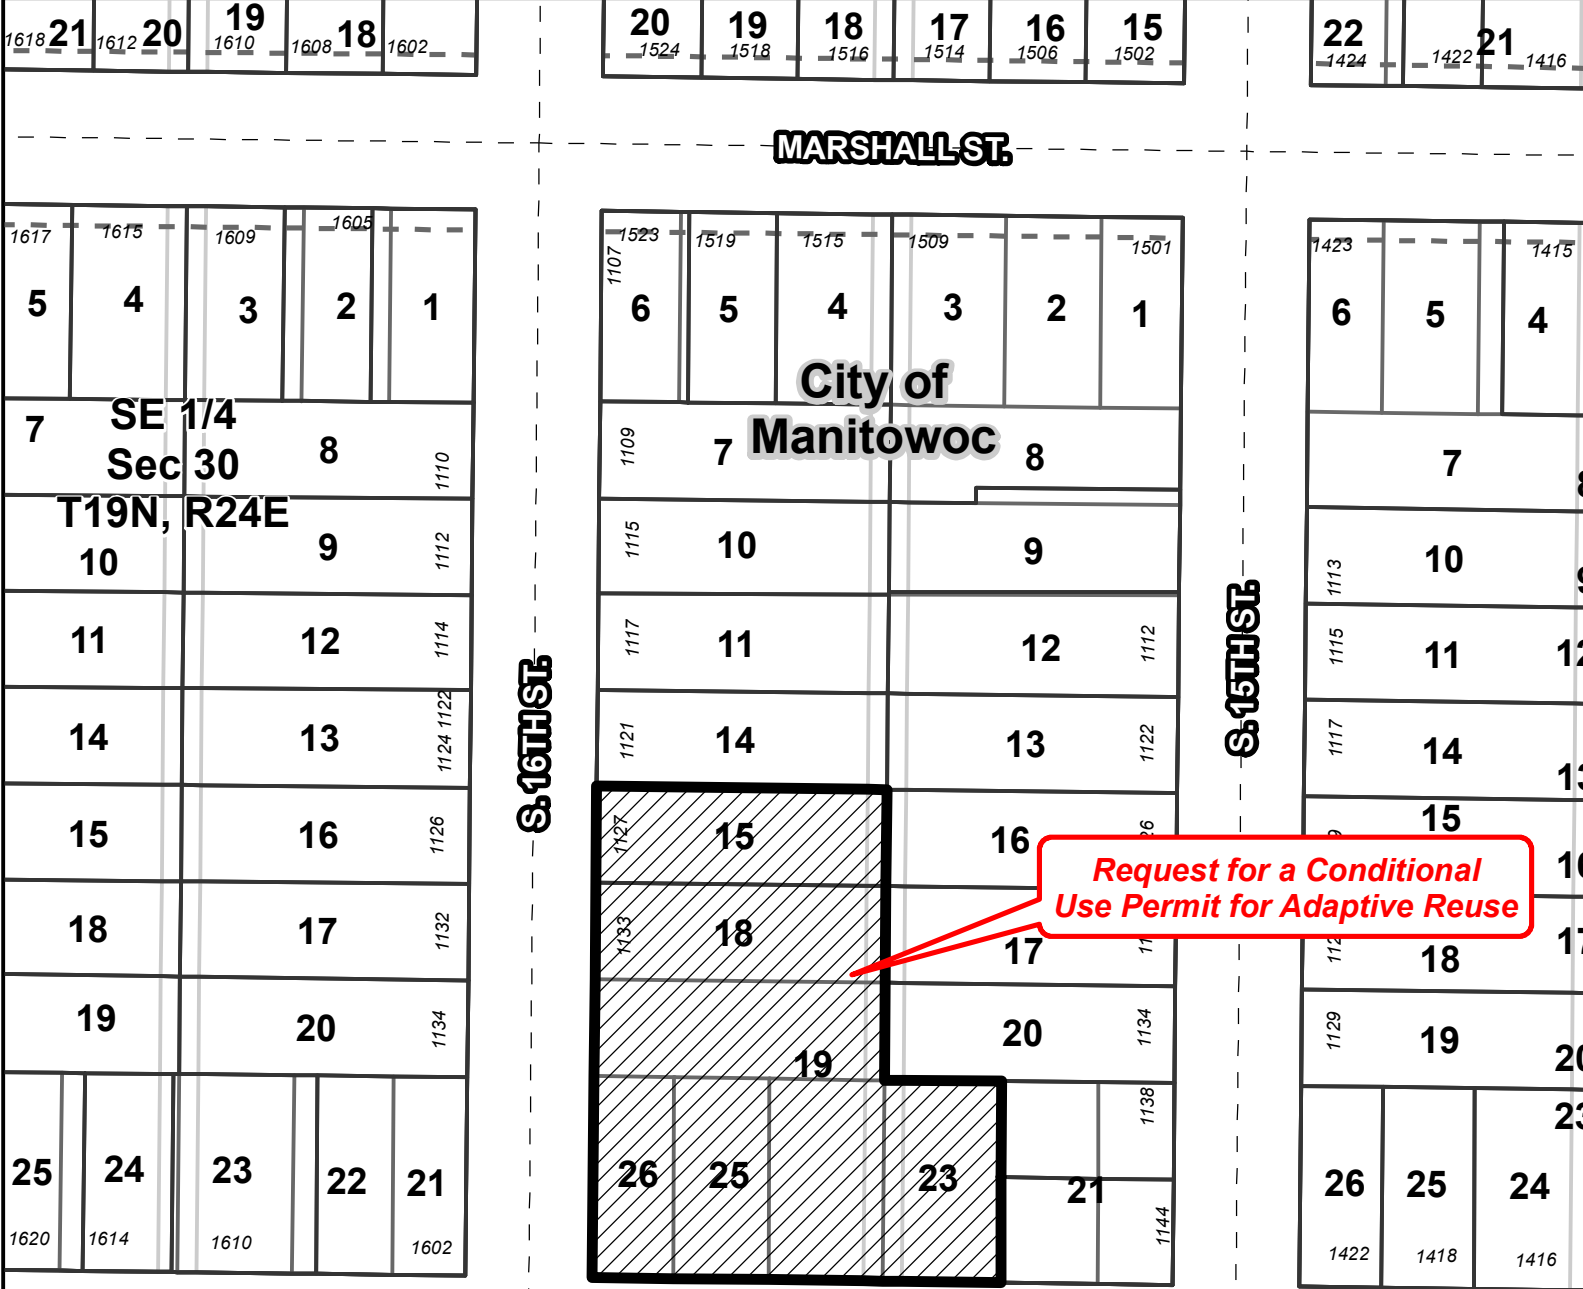 1618 21 1612 20 19 1610 1608 18 1602
20 1524 19 1518 18 1516 17 1514 16 1506 15 1502
22 1424 1422 21 1416
MARSHALL ST.
1617 1615 1609 1605
5 4 3 2 1
1523 1519 1515 1509 1501
1107
6 5 4 3 2 1
1423 1415
6 5 4
City of
Manitowoc
SE 1/4
Sec 30
T19N, R24E
7 8 1110
1109 7 8
7
10 9 1112
1115 10 9
1113 10
11 12 1114
1117 11 12 1112
1115 11
S. 16TH ST.
S. 15TH ST.
14 13 1124 1122
1121 14 13 1122
1117 14
15 16 1126
1127 15 16
15
Request for a Conditional
Use Permit for Adaptive Reuse
18 17 1132
1133 18 17
18
19 20 1134
19 20 1134
1129 19
25 24 23 22 21
1620 1614 1610 1602
26 25 23
1138
21
1144
26 25 24
1422 1418 1416